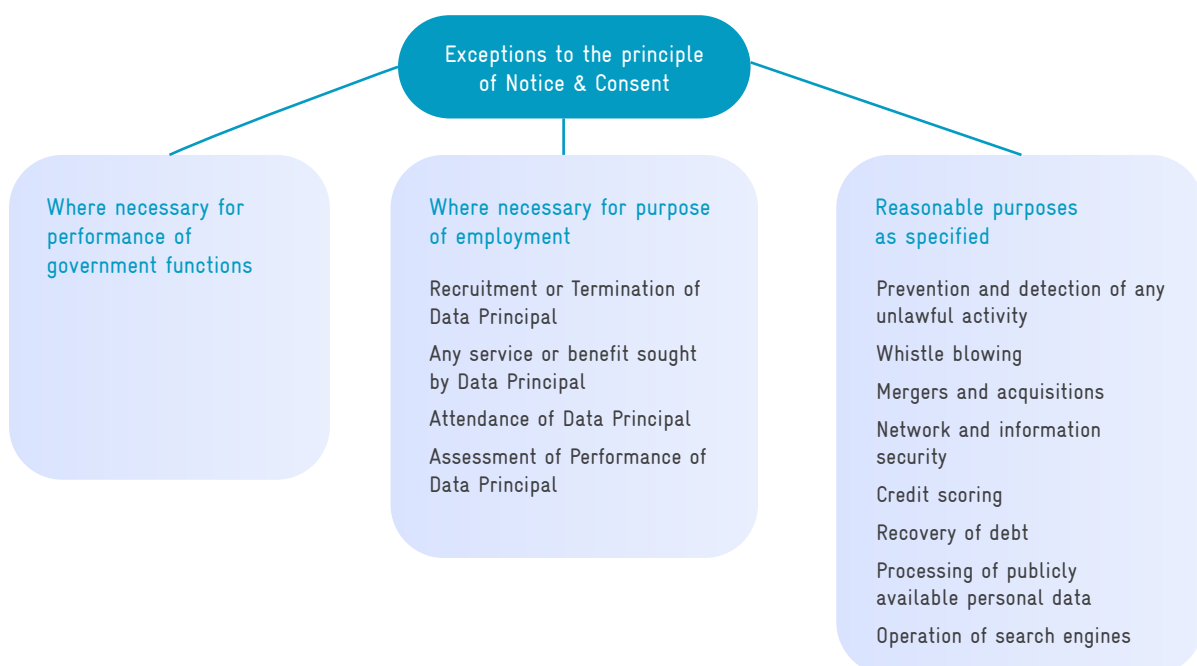 Exceptions to the principle
of Notice & Consent
Where necessary for
performance of
government functions
Where necessary for purpose
of employment
Recruitment or Termination of
Data Principal
Any service or benefit sought
by Data Principal
Attendance of Data Principal
Assessment of Performance of
Data Principal
Reasonable purposes
as specified
Prevention and detection of any
unlawful activity
Whistle blowing
Mergers and acquisitions
Network and information
security
Credit scoring
Recovery of debt
Processing of publicly
available personal data
Operation of search engines